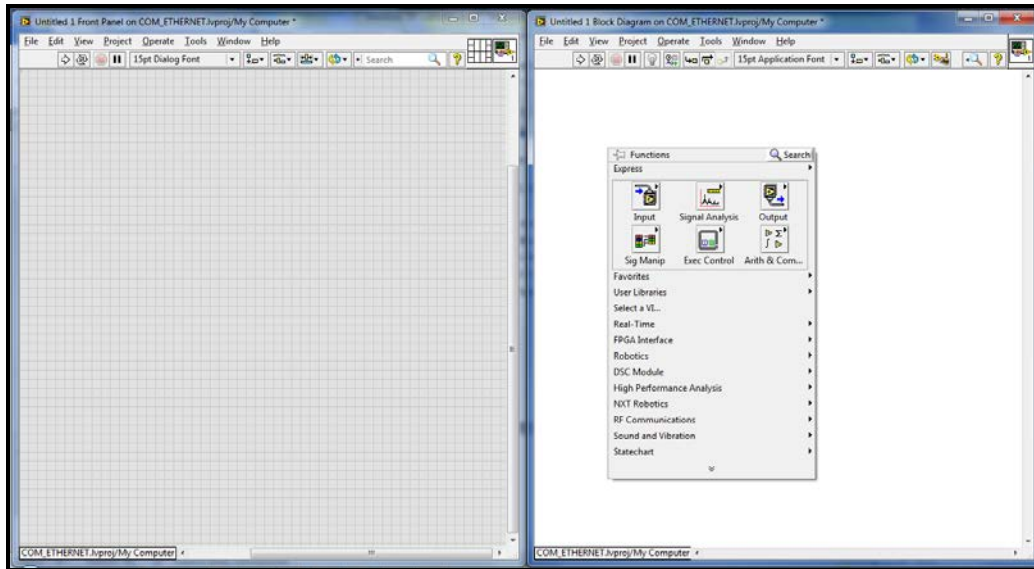 Untitled 1 Front Panel on COM_ETHERNET.lvproj/My Computer *
File Edit View Project Operate Tools Window Help
15pt Dialog Font
Search
COM_ETHERNET.lvproj/My Computer
Untitled 1 Block Diagram on COM_ETHERNET.lvproj/My Computer *
File Edit View Project Operate Tools Window Help
15pt Application Font
Functions Search
Express
Input Signal Analysis Output
Sig Manip Exec Control Arith & Com...
Favorites
User Libraries
Select a VI...
Real-Time
FPGA Interface
Robotics
DSC Module
High Performance Analysis
NXT Robotics
RF Communications
Sound and Vibration
Statechart
COM_ETHERNET.lvproj/My Computer